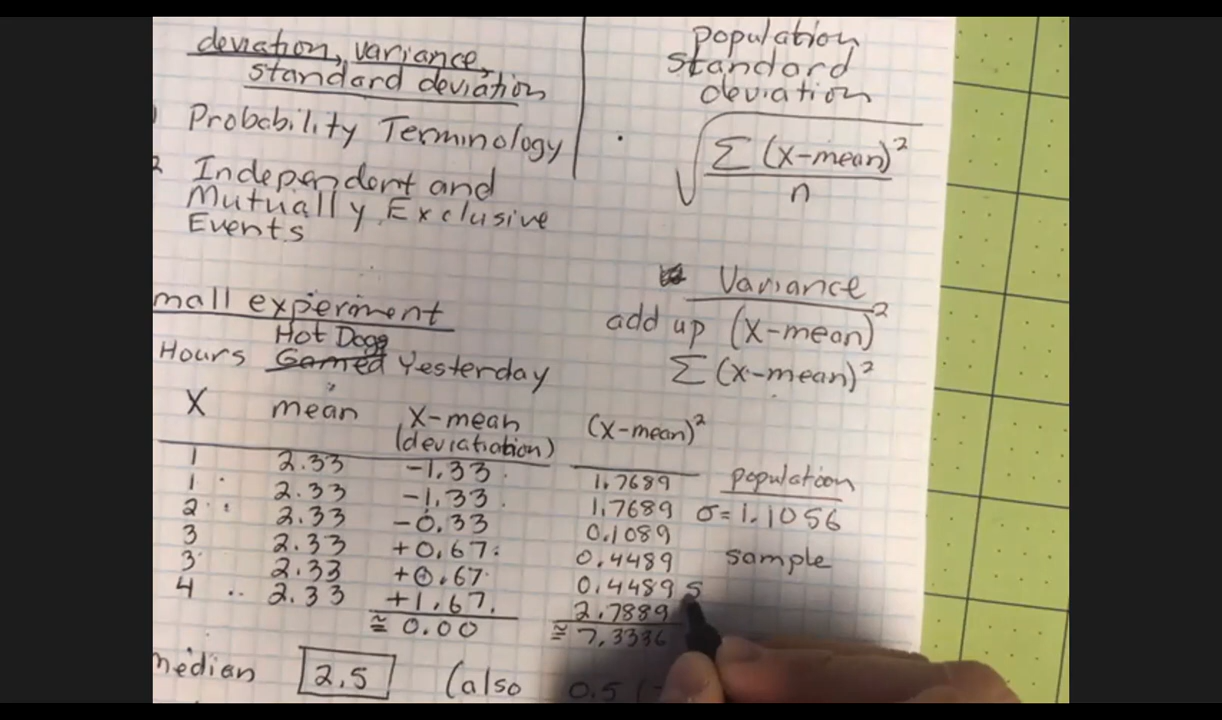 deviation, variance,
standard deviation
Probability Terminology
2 Independent and
Mutually Exclusive
Events
population
standard
deviation
√ Σ (x-mean)²
n
Variance
add up (x-mean)²
Σ (x-mean)²
mall experiment
Hot Dogs
Hours Gamed Yesterday
X mean X-mean (x-mean)²
(deviatiation)
1 2.33 -1.33 1.7689
1 2.33 -1.33 1.7689
2 2.33 -0.33 0.1089
3 2.33 +0.67 0.4489
3 2.33 +0.67 0.4489
4 2.33 +1.67 2.7889
≅ 0.00 ≅ 7.3336
population
σ=1.1056
sample
s
median 2.5 (also 0.5